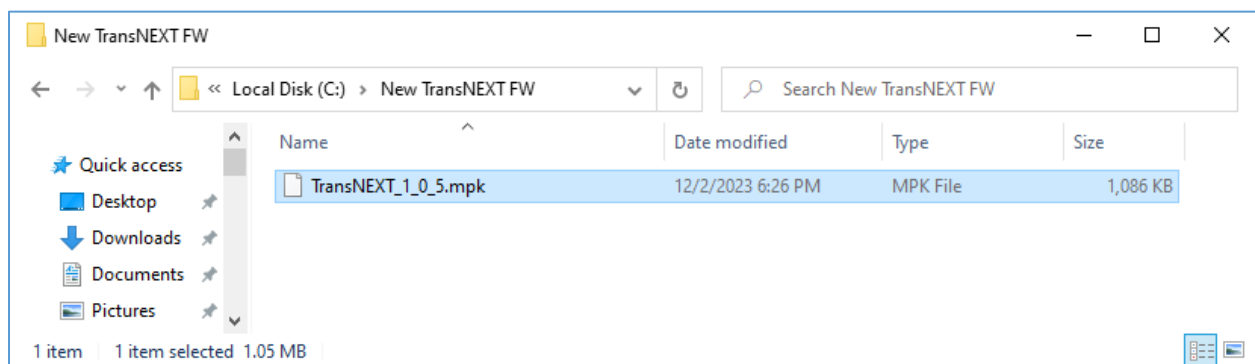 New TransNEXT FW
« Local Disk (C:) > New TransNEXT FW
Search New TransNEXT FW
Name Date modified Type Size
Quick access
TransNEXT_1_0_5.mpk 12/2/2023 6:26 PM MPK File 1,086 KB
Desktop
Downloads
Documents
Pictures
1 item 1 item selected 1.05 MB